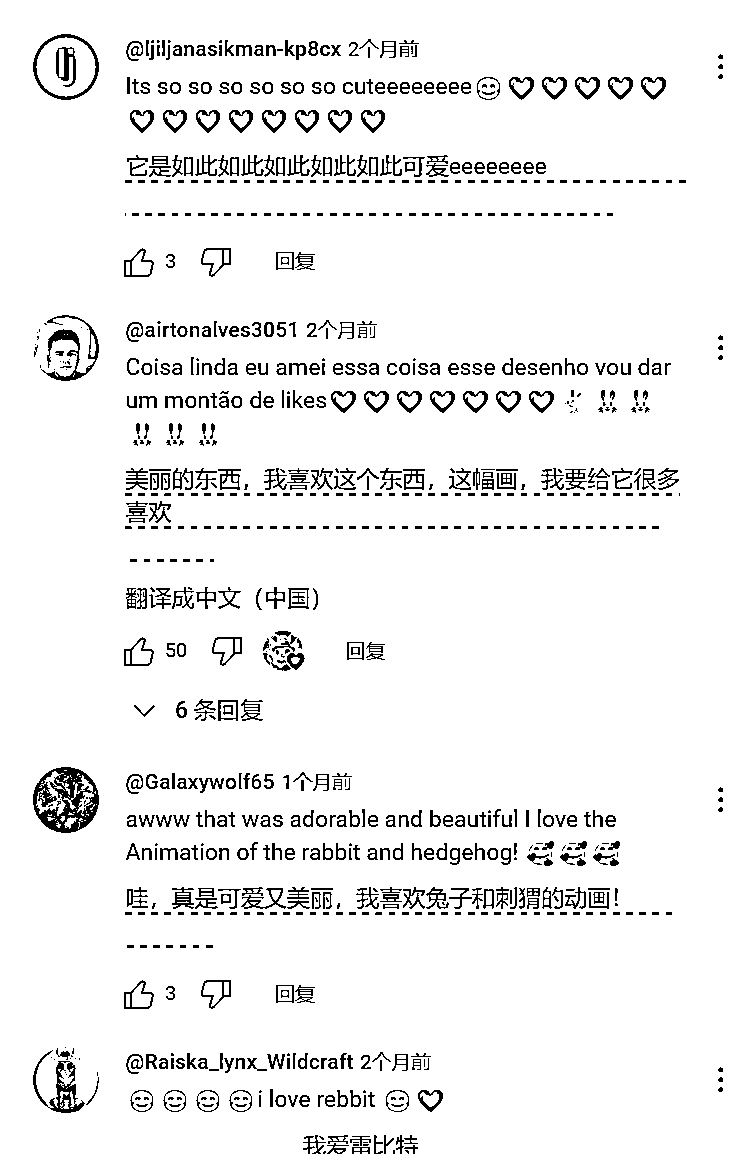 @ljiljanasikman-kp8cx 2个月前
Its so so so so so so cuteeeeeeee😊♡♡♡♡♡
♡♡♡♡♡♡♡♡
它是如此如此如此如此如此可爱eeeeeeee
3 回复
@airtonalves3051 2个月前
Coisa linda eu amei essa coisa esse desenho vou dar
um montão de likes♡♡♡♡♡♡♡🐇🐰🐰
🐰🐰🐰
美丽的东西，我喜欢这个东西，这幅画，我要给它很多
喜欢
翻译成中文（中国）
50 回复
6 条回复
@Galaxywolf65 1个月前
awww that was adorable and beautiful I love the
Animation of the rabbit and hedgehog! 🥰🥰🥰
哇，真是可爱又美丽，我喜欢兔子和刺猬的动画！
3 回复
@Raiska_lynx_Wildcraft 2个月前
😊😊😊😊i love rebbit 😊♡
我爱雷比特